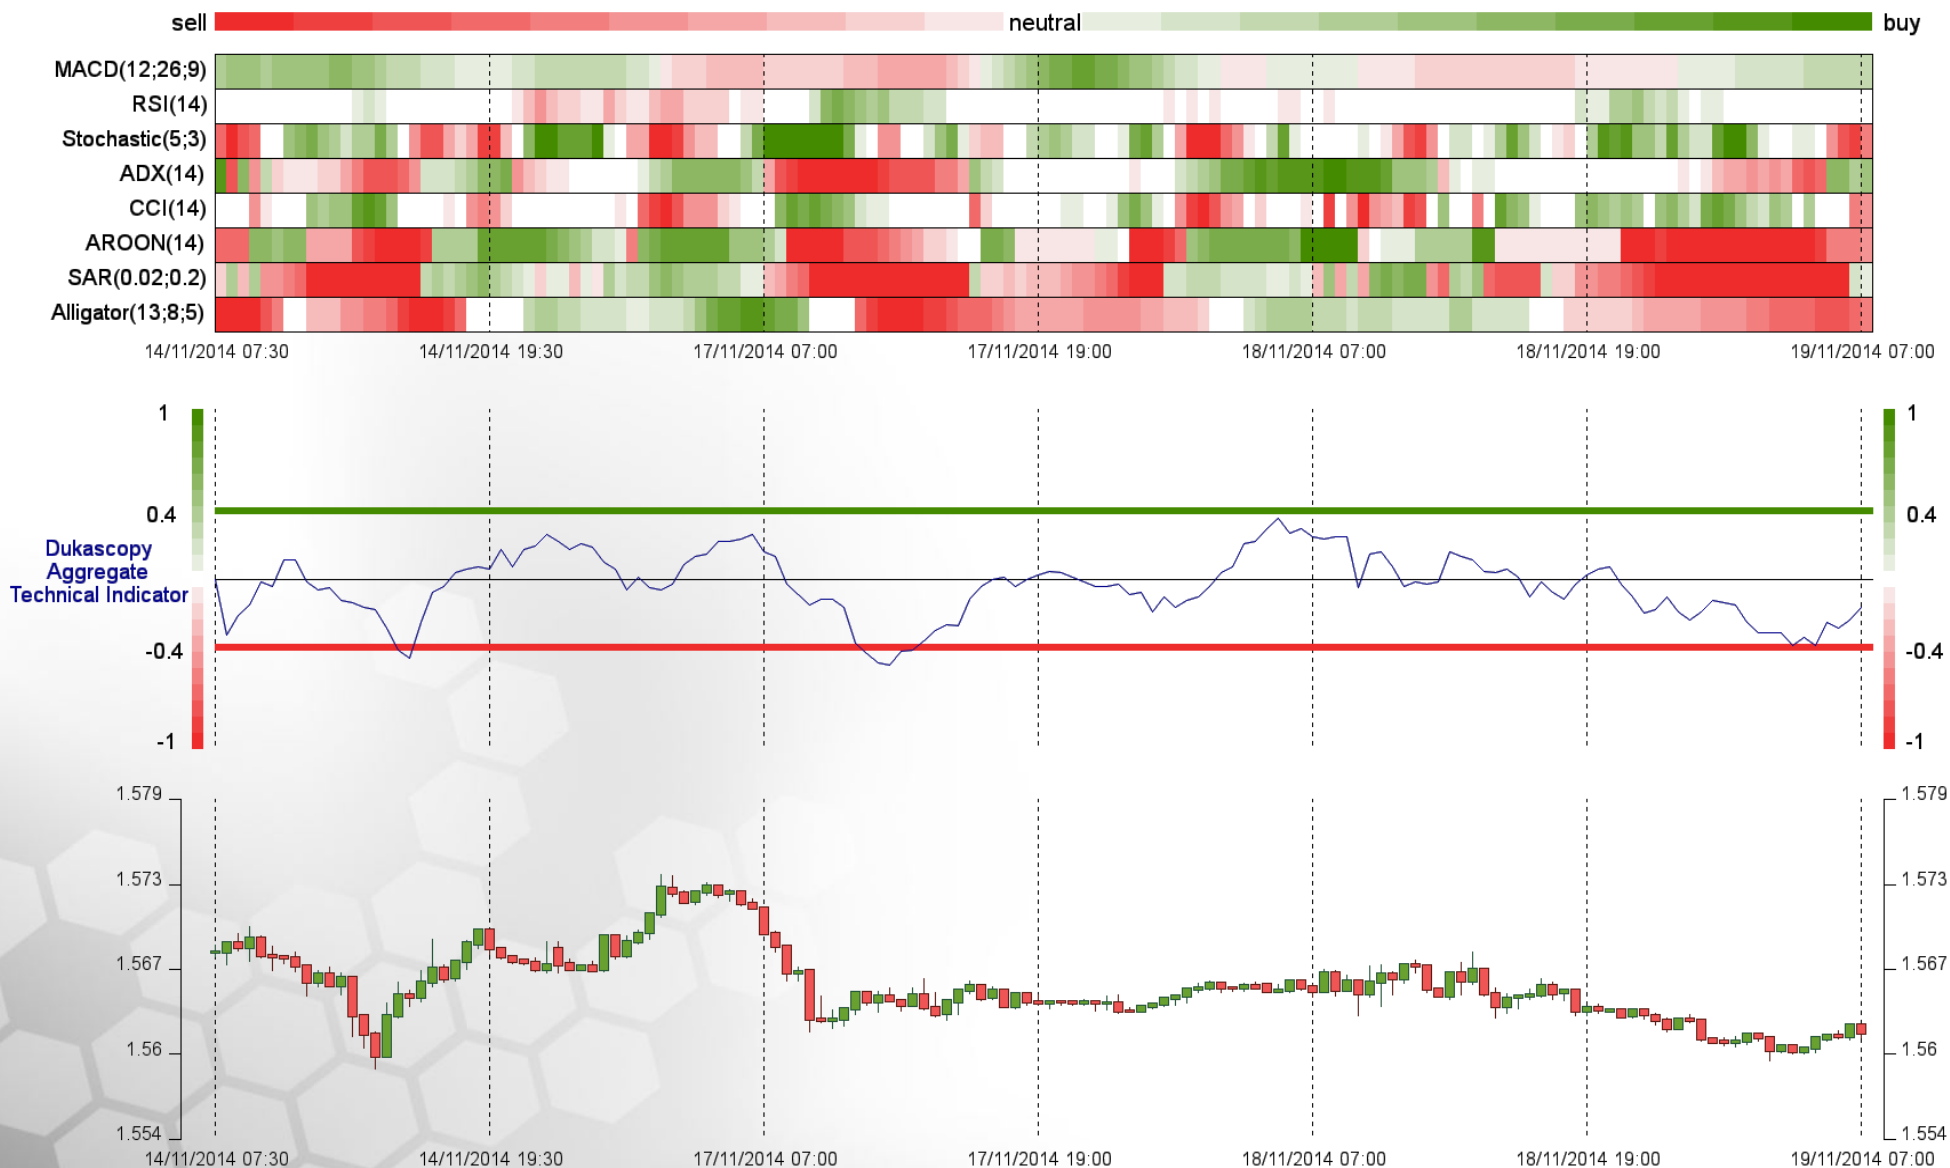 sell neutral buy
MACD(12;26;9)
RSI(14)
Stochastic(5;3)
ADX(14)
CCI(14)
AROON(14)
SAR(0.02;0.2)
Alligator(13;8;5)
14/11/2014 07:30 14/11/2014 19:30 17/11/2014 07:00 17/11/2014 19:00 18/11/2014 07:00 18/11/2014 19:00 19/11/2014 07:00
1 1
0.4 0.4
Dukascopy
Aggregate
Technical Indicator
-0.4 -0.4
-1 -1
1.579 1.579
1.573 1.573
1.567 1.567
1.56 1.56
1.554 1.554
14/11/2014 07:30 14/11/2014 19:30 17/11/2014 07:00 17/11/2014 19:00 18/11/2014 07:00 18/11/2014 19:00 19/11/2014 07:00